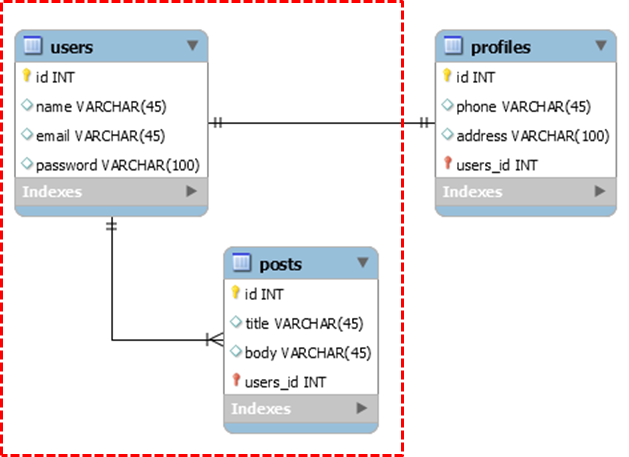 users
id INT
name VARCHAR(45)
email VARCHAR(45)
password VARCHAR(100)
Indexes
profiles
id INT
phone VARCHAR(45)
address VARCHAR(100)
users_id INT
Indexes
posts
id INT
title VARCHAR(45)
body VARCHAR(45)
users_id INT
Indexes